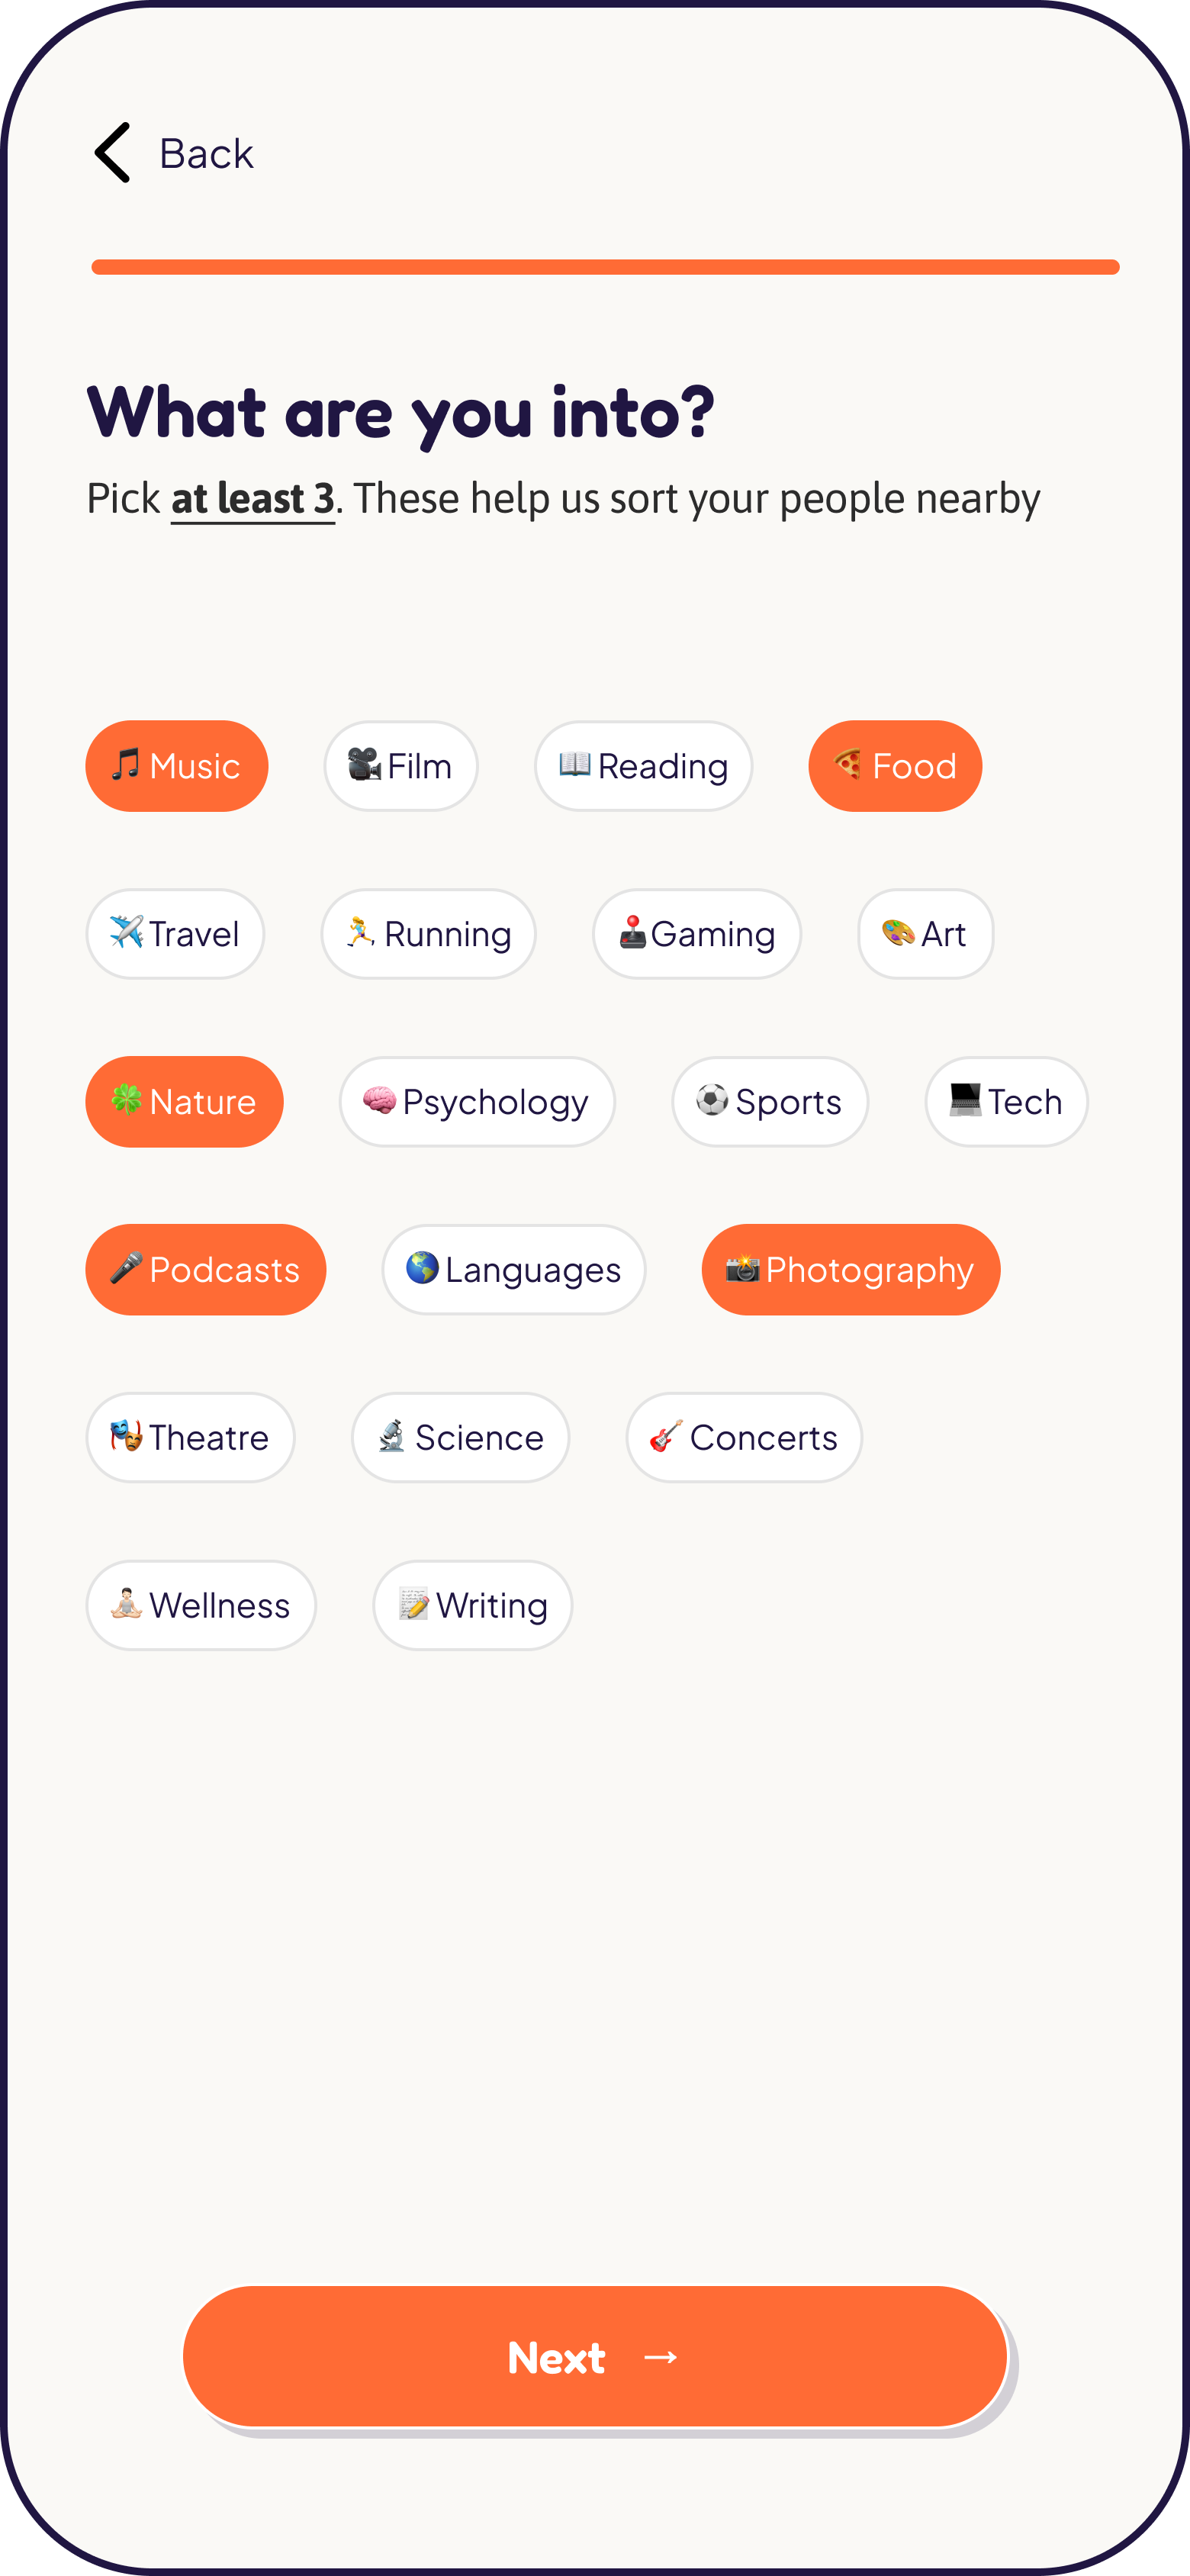 Back
What are you into?
Pick at least 3. These help us sort your people nearby
Music Film Reading Food
Travel Running Gaming Art
Nature Psychology Sports Tech
Podcasts Languages Photography
Theatre Science Concerts
Wellness Writing
Next →